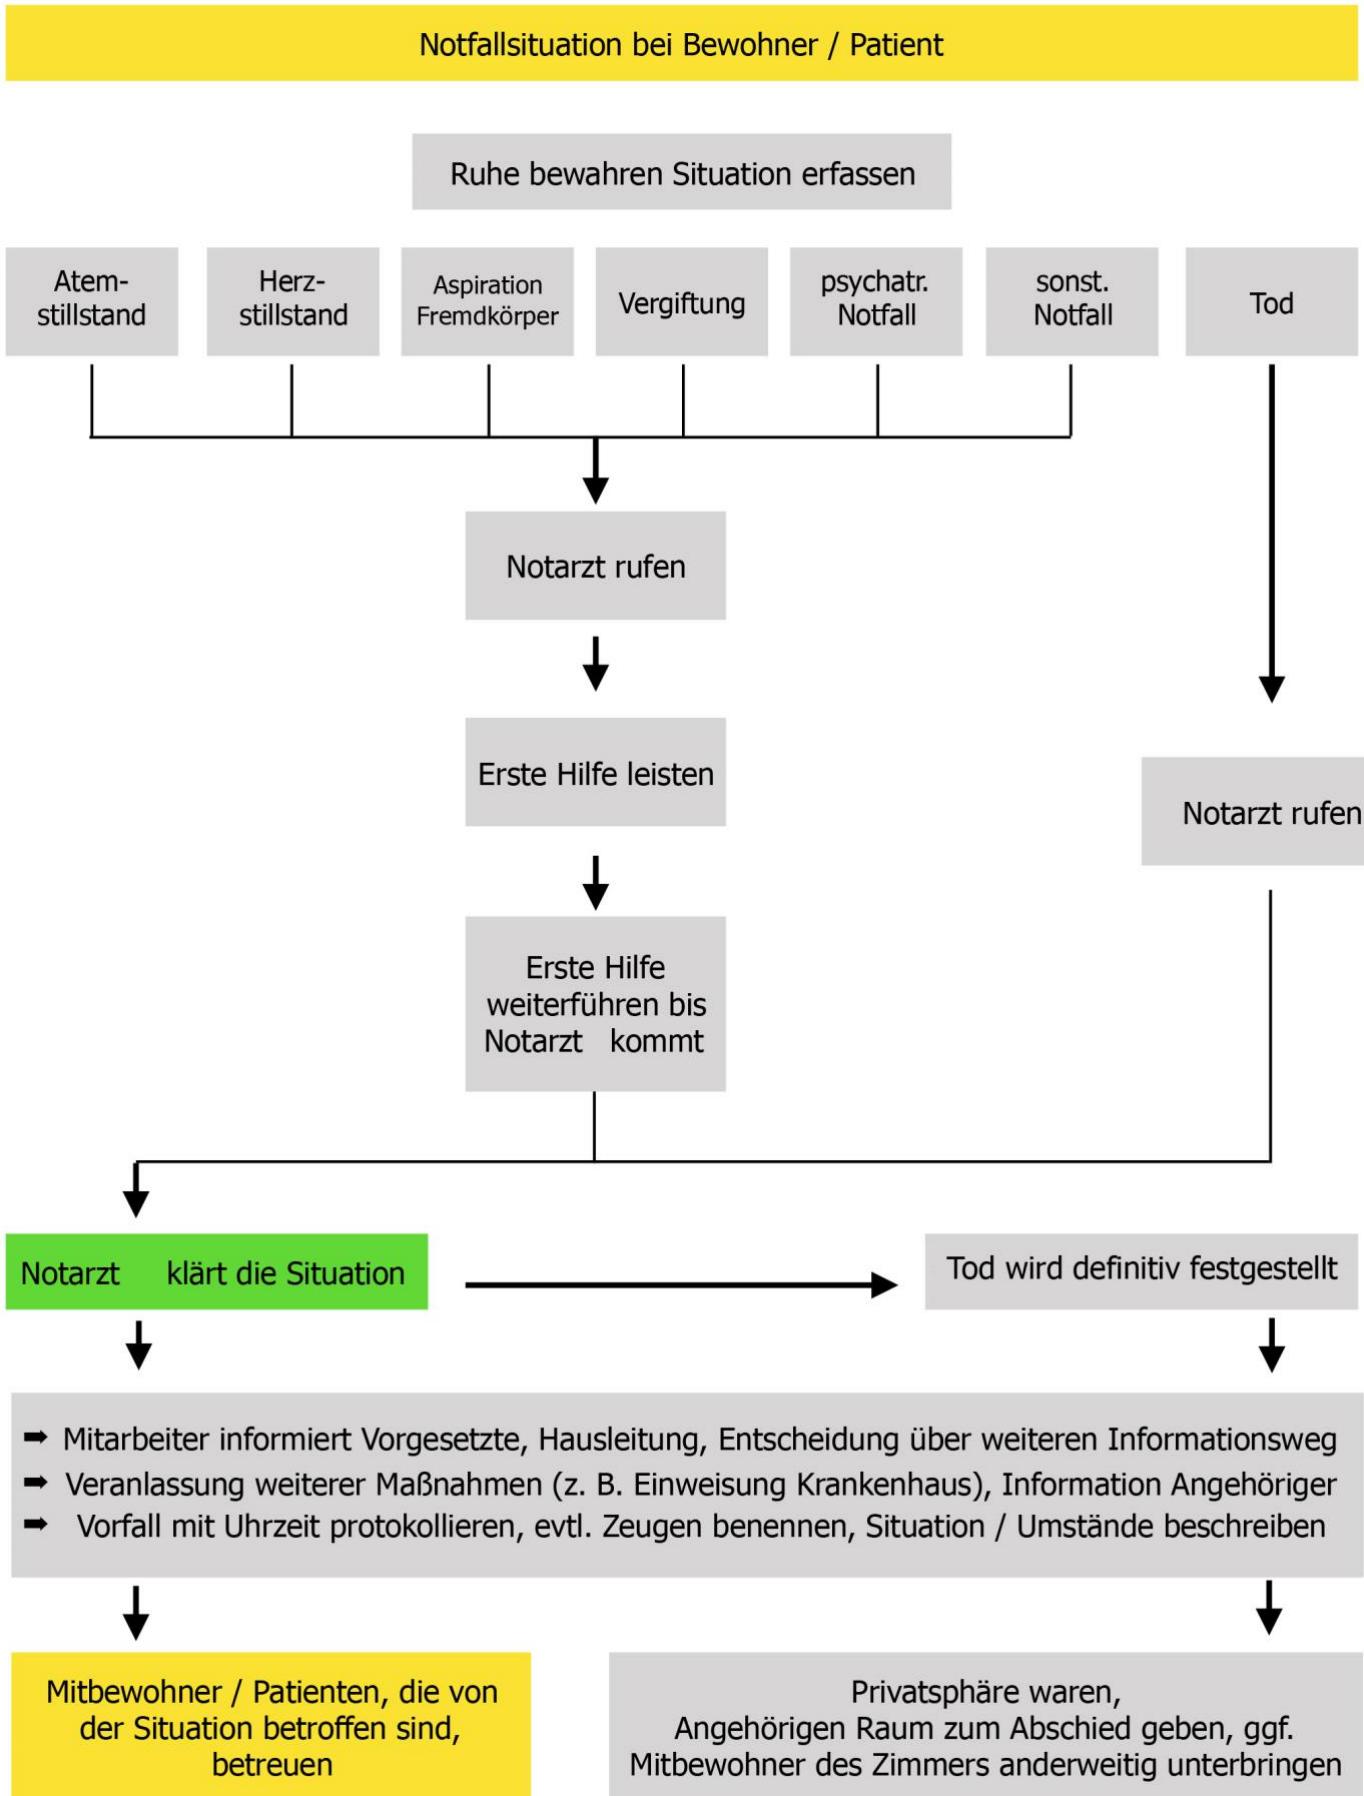 Notfallsituation bei Bewohner / Patient
Ruhe bewahren Situation erfassen
Atem-
stillstand
Herz-
stillstand
Aspiration
Fremdkörper
Vergiftung
psychatr.
Notfall
sonst.
Notfall
Tod
Notarzt rufen
Erste Hilfe leisten
Notarzt rufen
Erste Hilfe
weiterführen bis
Notarzt kommt
Notarzt klärt die Situation
Tod wird definitiv festgestellt
➡ Mitarbeiter informiert Vorgesetzte, Hausleitung, Entscheidung über weiteren Informationsweg
➡ Veranlassung weiterer Maßnahmen (z. B. Einweisung Krankenhaus), Information Angehöriger
➡ Vorfall mit Uhrzeit protokollieren, evtl. Zeugen benennen, Situation / Umstände beschreiben
Mitbewohner / Patienten, die von
der Situation betroffen sind,
betreuen
Privatsphäre waren,
Angehörigen Raum zum Abschied geben, ggf.
Mitbewohner des Zimmers anderweitig unterbringen